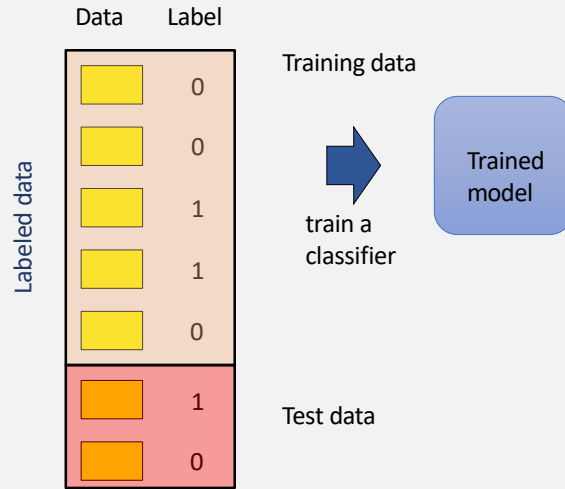 Data Label
Training data
0
0
Trained
model
1
train a
classifier
Labeled data
1
0
1
Test data
0